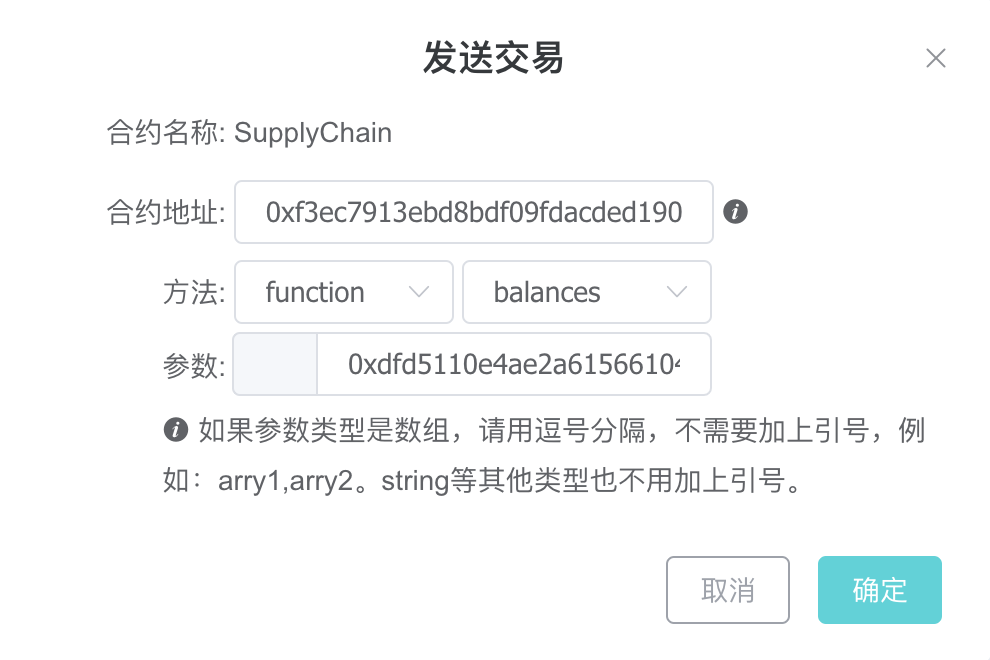 发送交易
合约名称: SupplyChain
合约地址: 0xf3ec7913ebd8bdf09fdacded190
方法: function balances
参数: 0xdfd5110e4ae2a61566104
如果参数类型是数组，请用逗号分隔，不需要加上引号，例
如：arry1,arry2。string等其他类型也不用加上引号。
取消 确定